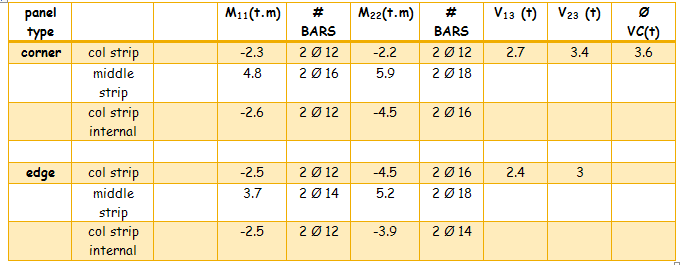 panel type M₁₁(t.m) # BARS M₂₂(t.m) # BARS V₁₃ (t) V₂₃ (t) Ø VC(t)
corner col strip -2.3 2 Ø 12 -2.2 2 Ø 12 2.7 3.4 3.6
middle strip 4.8 2 Ø 16 5.9 2 Ø 18
col strip internal -2.6 2 Ø 12 -4.5 2 Ø 16
edge col strip -2.5 2 Ø 12 -4.5 2 Ø 16 2.4 3
middle strip 3.7 2 Ø 14 5.2 2 Ø 18
col strip internal -2.5 2 Ø 12 -3.9 2 Ø 14